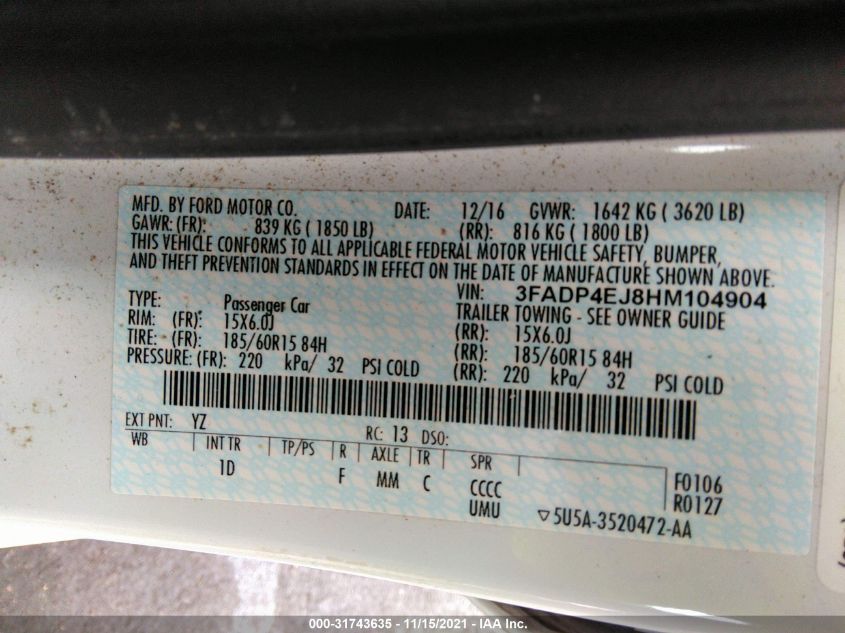 MFD. BY FORD MOTOR CO. DATE: 12/16 GVWR: 1642 KG ( 3620 LB)
GAWR: (FR): 839 KG ( 1850 LB) (RR): 816 KG ( 1800 LB)
THIS VEHICLE CONFORMS TO ALL APPLICABLE FEDERAL MOTOR VEHICLE SAFETY, BUMPER,
AND THEFT PREVENTION STANDARDS IN EFFECT ON THE DATE OF MANUFACTURE SHOWN ABOVE.
VIN: 3FADP4EJ8HM104904
TYPE: Passenger Car TRAILER TOWING - SEE OWNER GUIDE
RIM: (FR): 15X6.0J (RR): 15X6.0J
TIRE: (FR): 185/60R15 84H (RR): 185/60R15 84H
PRESSURE: (FR): 220 kPa/ 32 PSI COLD (RR): 220 kPa/ 32 PSI COLD
EXT PNT: YZ RC: 13 DSO:
WB INT TR TP/PS R AXLE TR SPR
1D F MM C CCCC F0106
UMU R0127
▽5U5A-3520472-AA
000-31743635 - 11/15/2021 - IAA Inc.